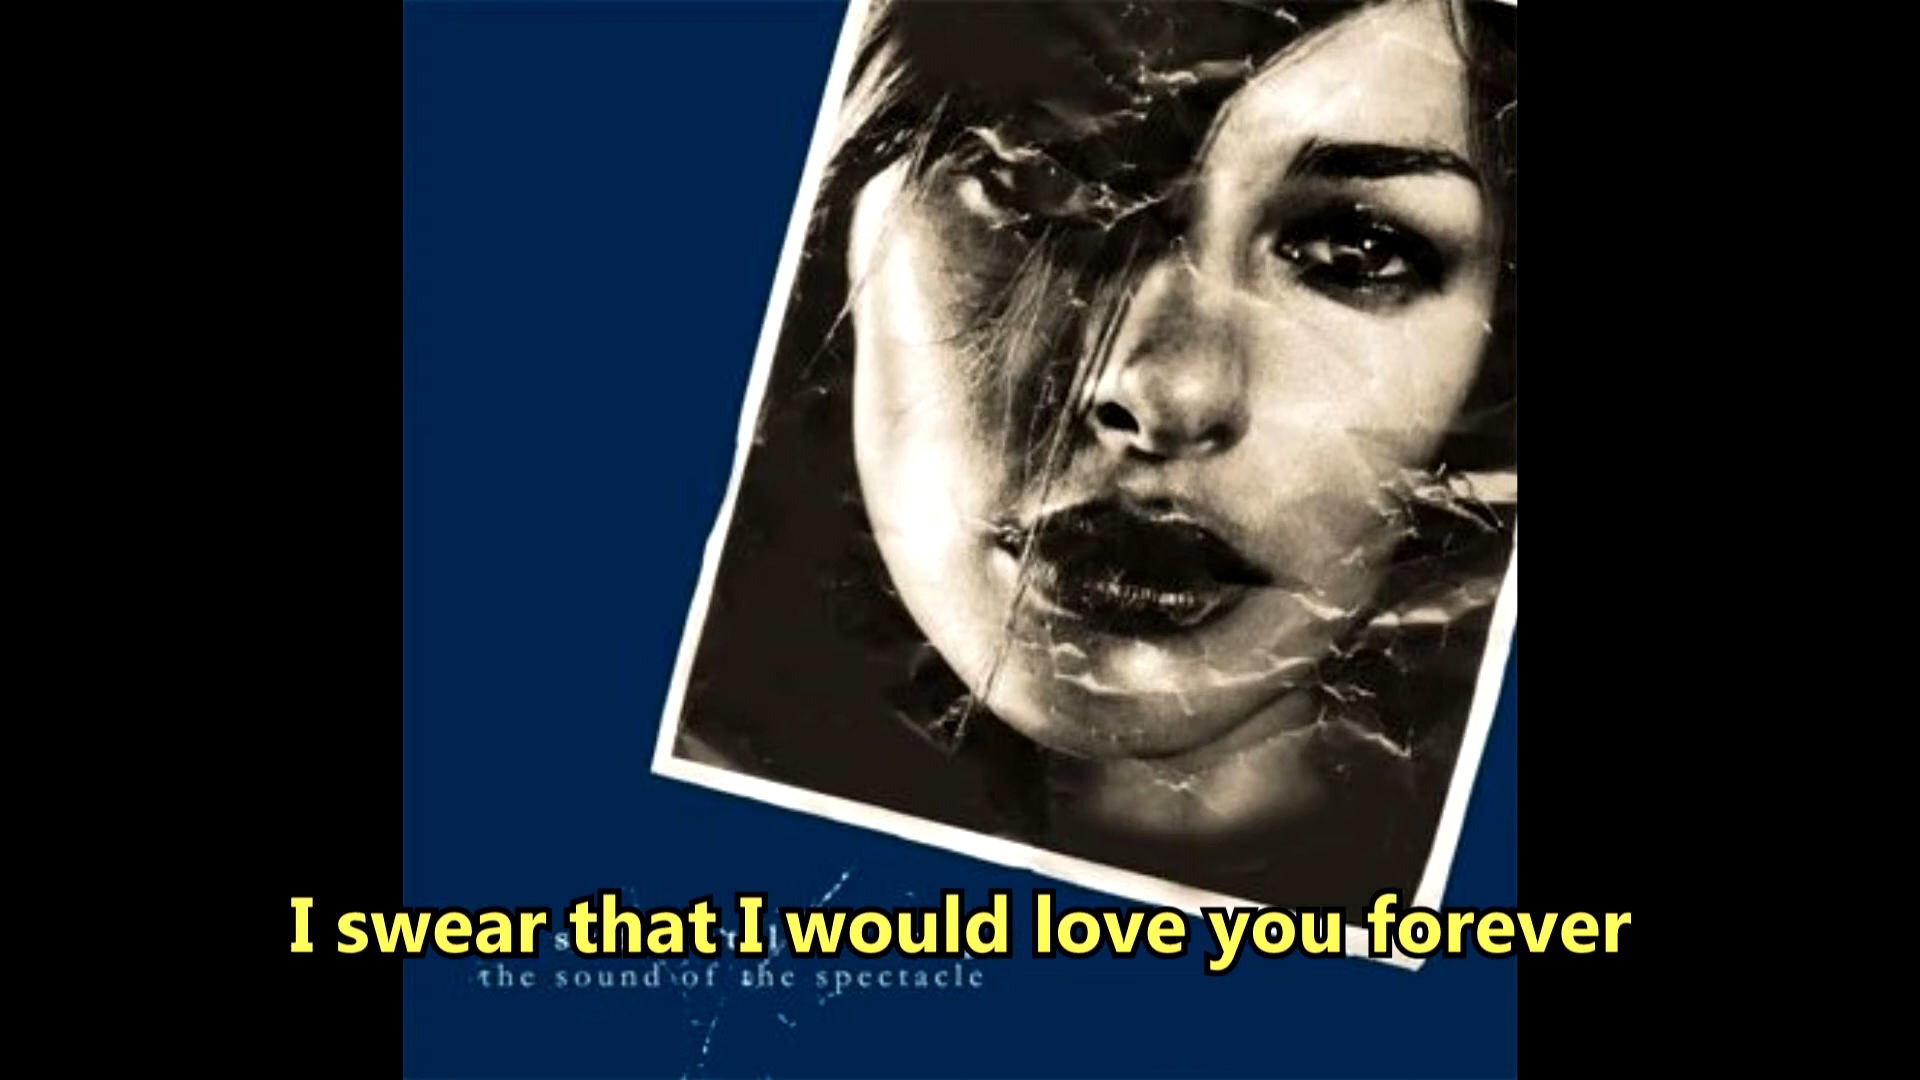 I swear that I would love you forever
the sound of the spectacle